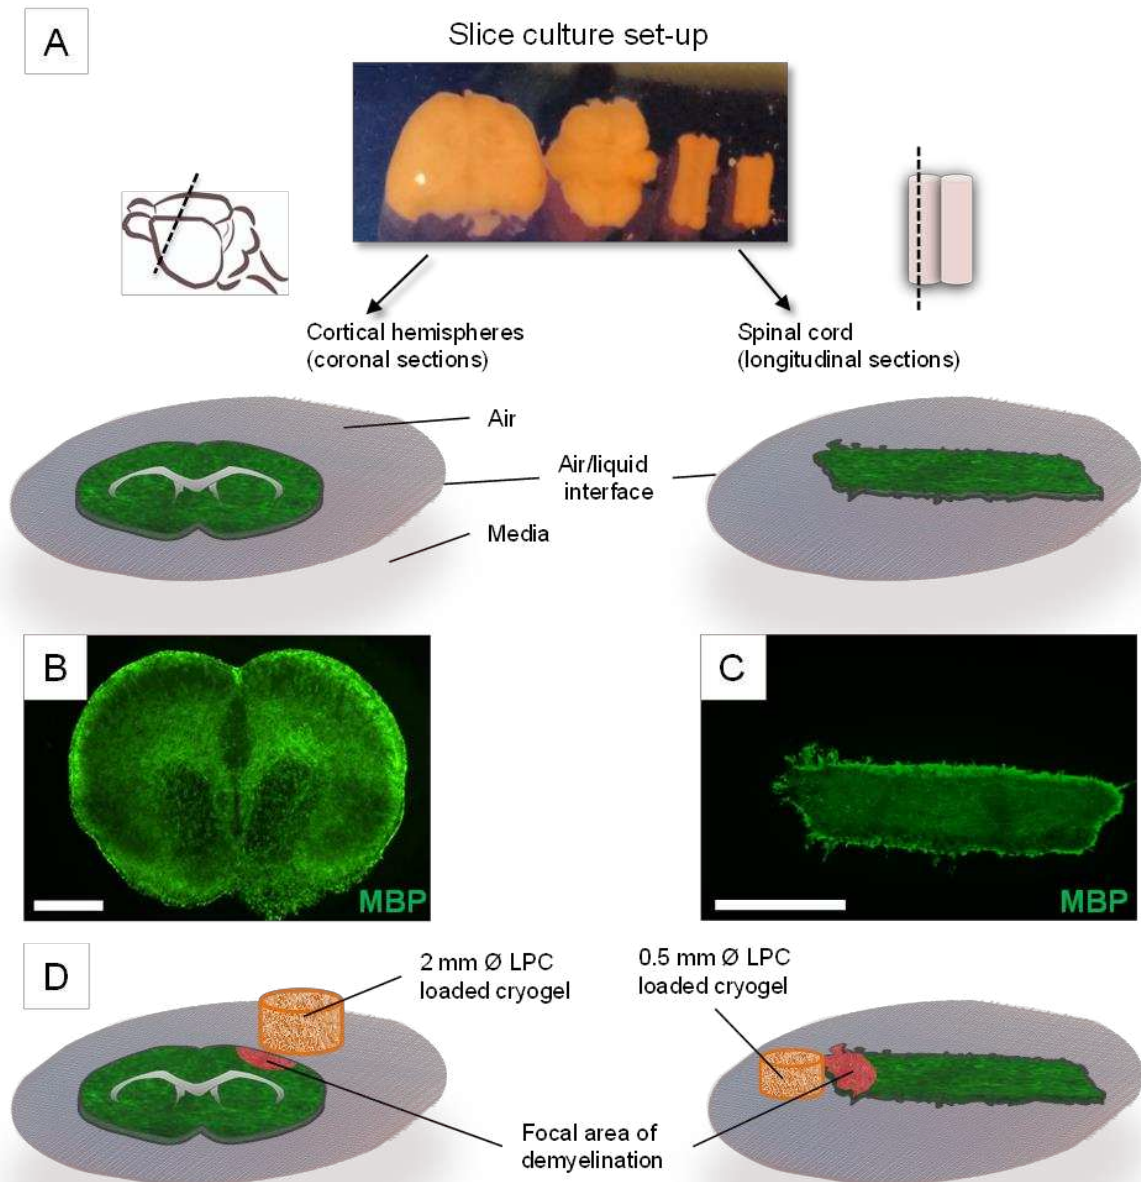 A
Slice culture set-up
Cortical hemispheres
(coronal sections)
Spinal cord
(longitudinal sections)
Air
Air/liquid
interface
Media
B
MBP
C
MBP
D
2 mm Ø LPC
loaded cryogel
0.5 mm Ø LPC
loaded cryogel
Focal area of
demyelination